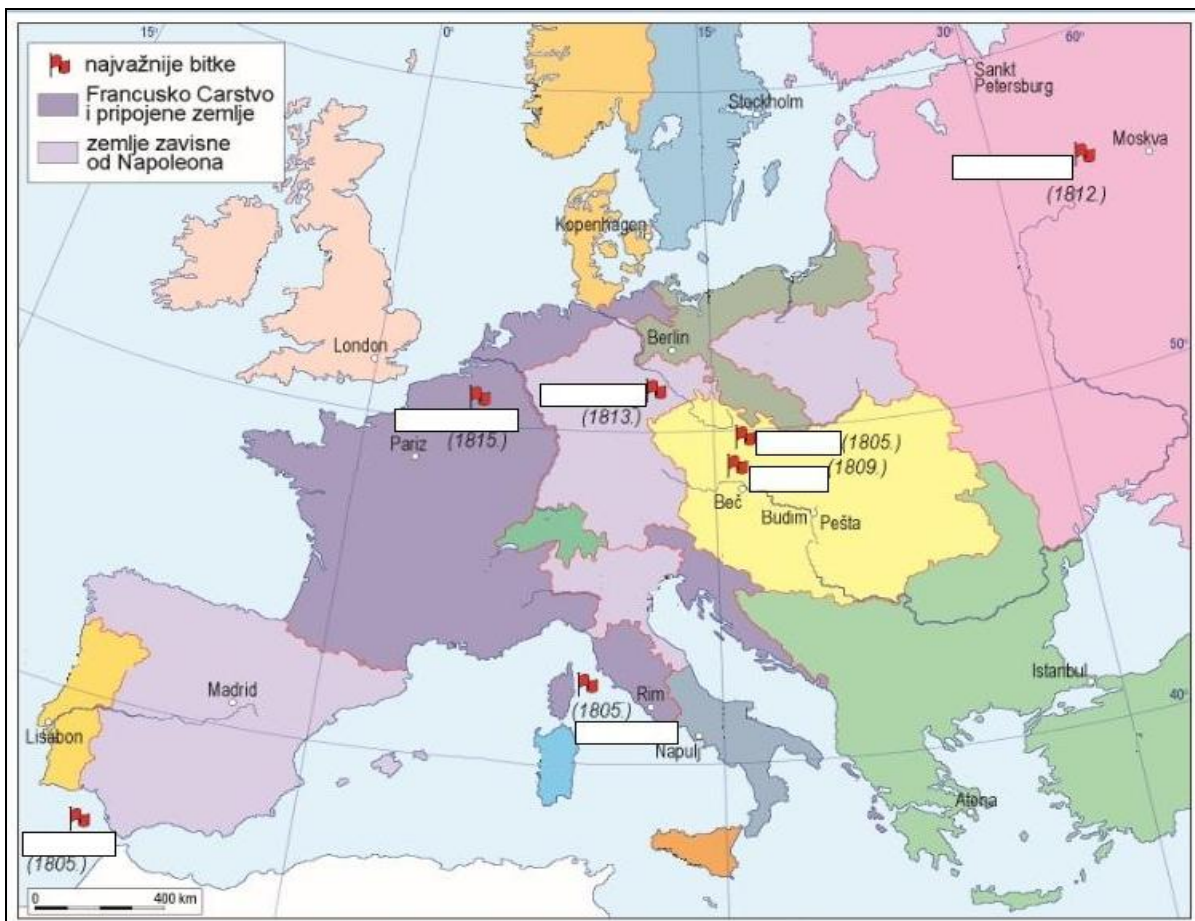 15°
0°
15°
30°
60°
najvažnije bitke
Francusko Carstvo
i pripojene zemlje
zemlje zavisne
od Napoleona
Sankt
Petersburg
Stockholm
Moskva
(1812.)
Kopenhagen
50°
London
Berlin
(1813.)
(1815.)
Pariz
(1805.)
(1809.)
Beč
Budim
Pešta
Madrid
Rim
(1805.)
Istanbul
40°
Lisabon
Napulj
Atena
(1805.)
0 400 km